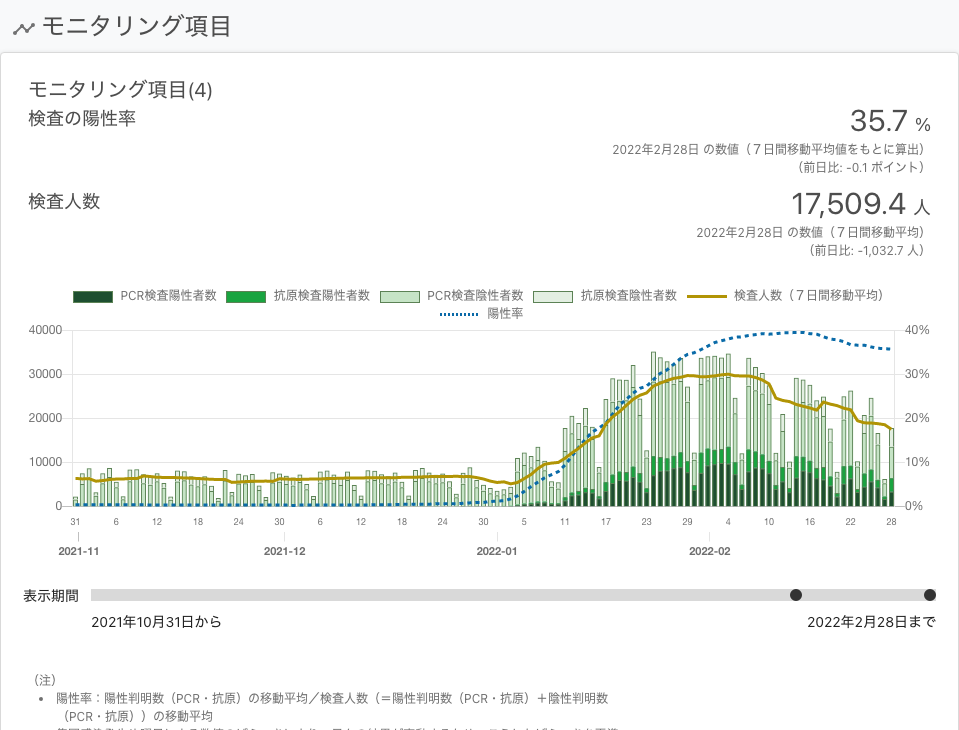 モニタリング項目
モニタリング項目(4)
検査の陽性率
35.7 %
2022年2月28日 の数値（７日間移動平均値をもとに算出）
（前日比: -0.1 ポイント）
検査人数
17,509.4 人
2022年2月28日 の数値（７日間移動平均）
（前日比: -1,032.7 人）
PCR検査陽性者数 抗原検査陽性者数 PCR検査陰性者数 抗原検査陰性者数 検査人数（７日間移動平均）
陽性率
40000 40%
30000 30%
20000 20%
10000 10%
0 0%
31 6 12 18 24 30 6 12 18 24 30 5 11 17 23 29 4 10 16 22 28
2021-11 2021-12 2022-01 2022-02
表示期間
2021年10月31日から 2022年2月28日まで
（注）
• 陽性率：陽性判明数（PCR・抗原）の移動平均／検査人数（＝陽性判明数（PCR・抗原）＋陰性判明数
（PCR・抗原））の移動平均